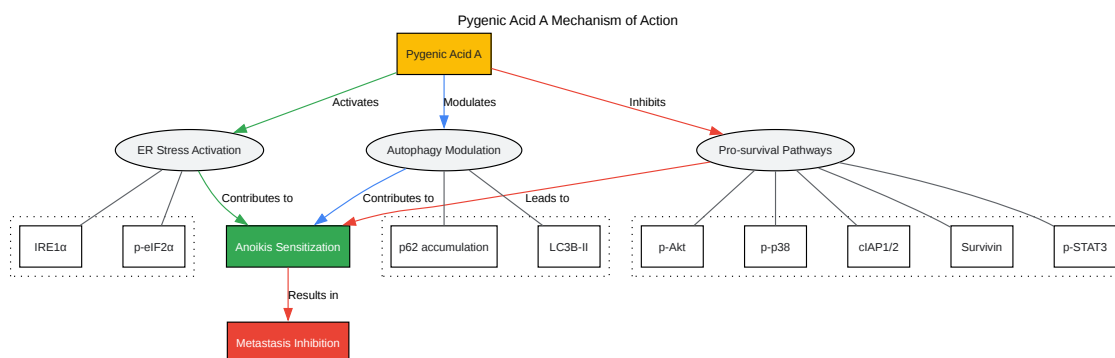 Pygenic Acid A Mechanism of Action
Pygenic Acid A
Activates
Modulates
Inhibits
ER Stress Activation
Autophagy Modulation
Pro-survival Pathways
Contributes to
Contributes to
Leads to
IRE1α
p-eIF2α
Anoikis Sensitization
p62 accumulation
LC3B-II
p-Akt
p-p38
cIAP1/2
Survivin
p-STAT3
Results in
Metastasis Inhibition